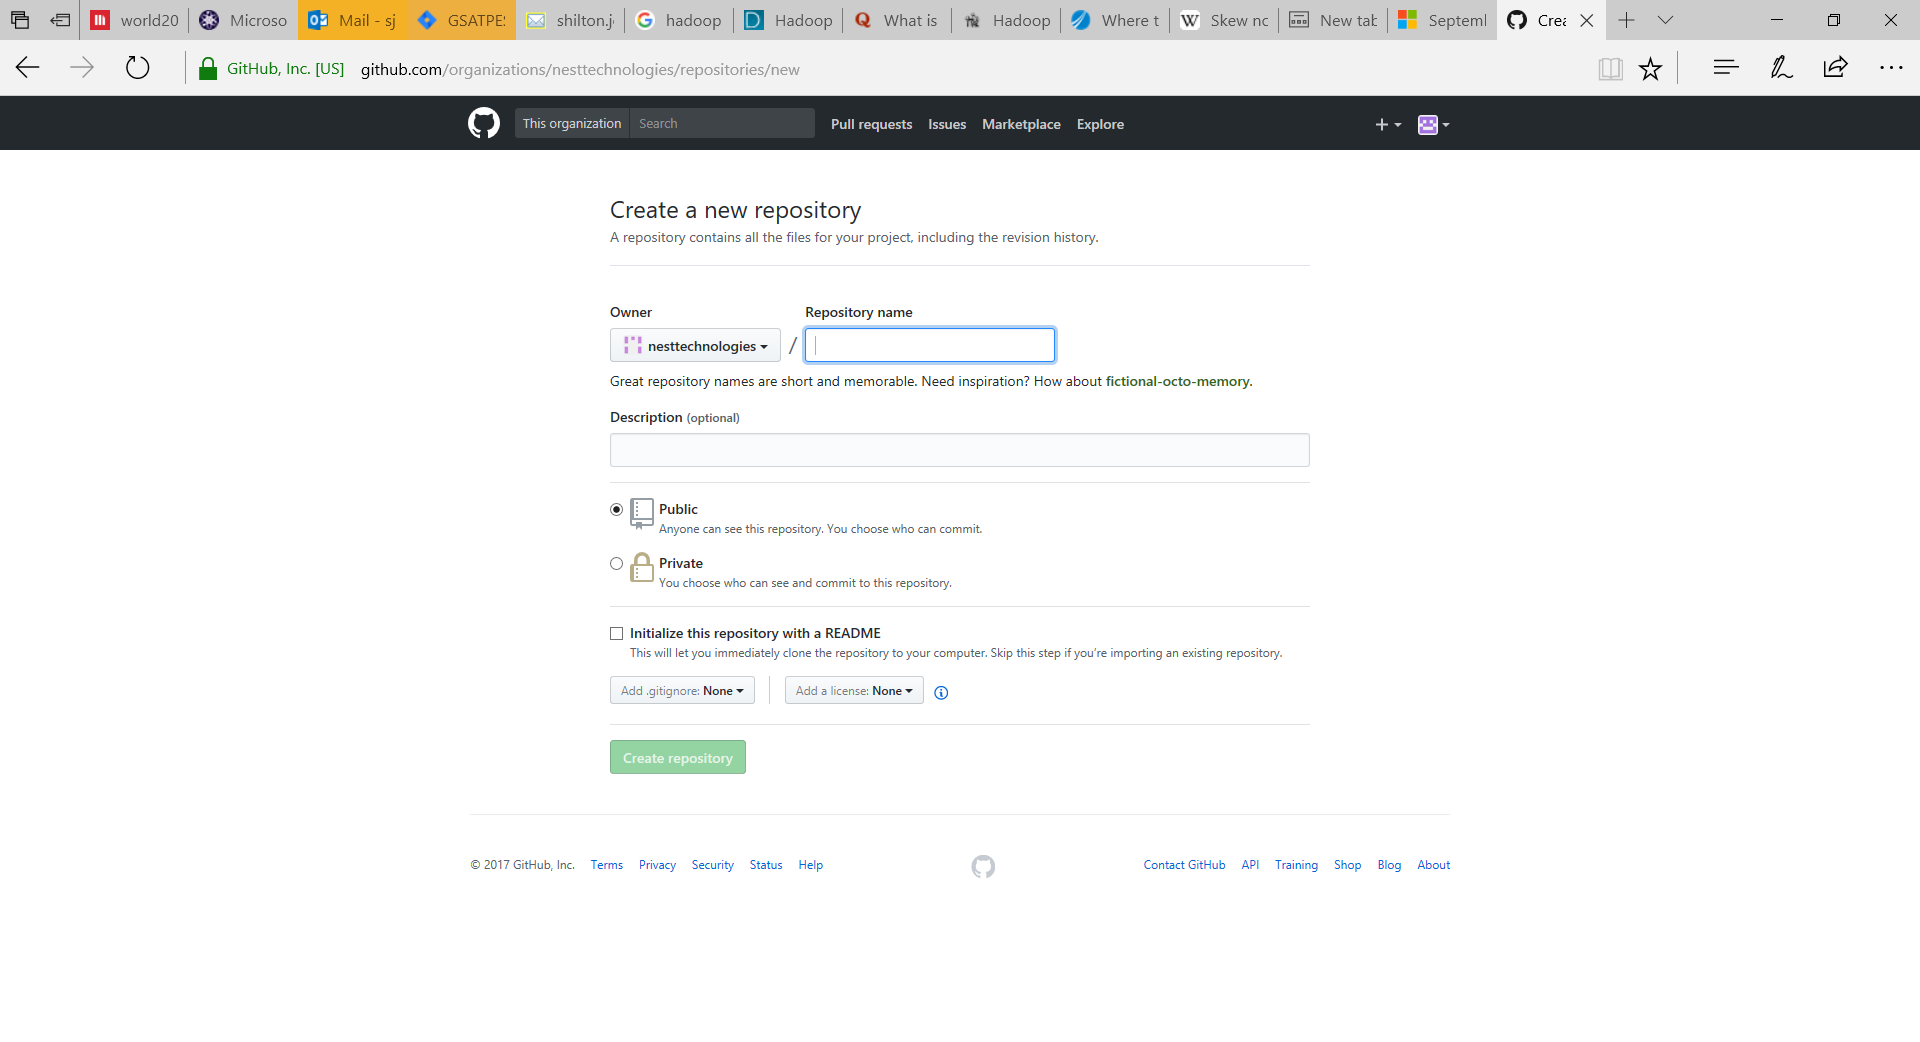 world20 Microso Mail - sj GSATPES shilton.j hadoop Hadoop What is Hadoop Where t Skew nc New tab Septeml Crea
GitHub, Inc. [US] github.com/organizations/nesttechnologies/repositories/new
This organization Search Pull requests Issues Marketplace Explore
Create a new repository
A repository contains all the files for your project, including the revision history.
Owner Repository name
nesttechnologies /
Great repository names are short and memorable. Need inspiration? How about fictional-octo-memory.
Description (optional)
Public
Anyone can see this repository. You choose who can commit.
Private
You choose who can see and commit to this repository.
Initialize this repository with a README
This will let you immediately clone the repository to your computer. Skip this step if you’re importing an existing repository.
Add .gitignore: None Add a license: None
Create repository
© 2017 GitHub, Inc. Terms Privacy Security Status Help Contact GitHub API Training Shop Blog About